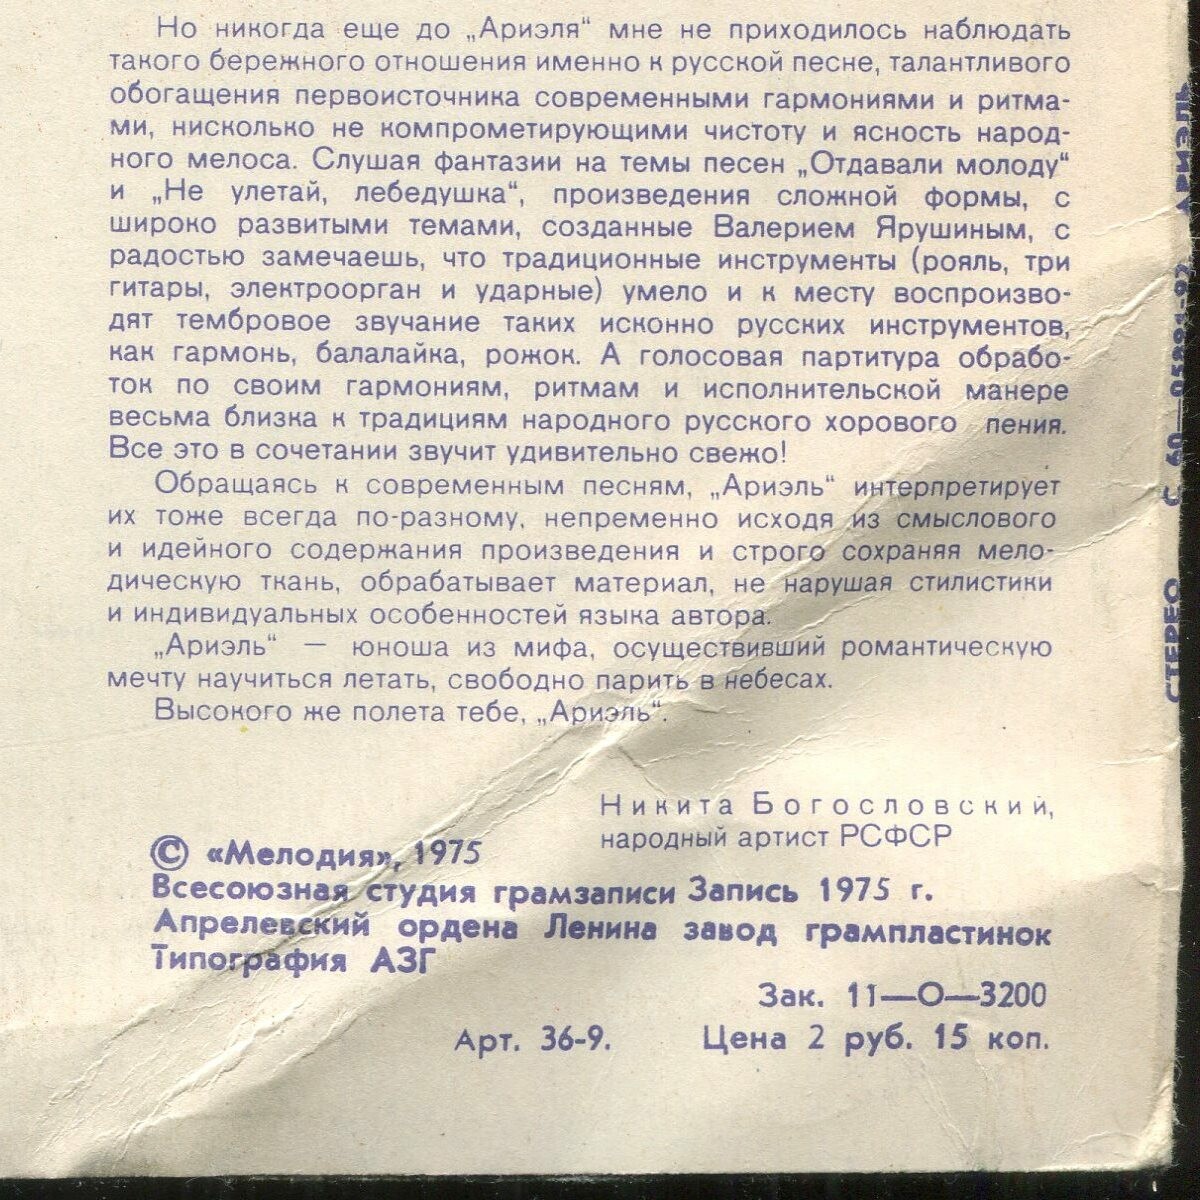 Но никогда еще до „Ариэля“ мне не приходилось наблюдать
такого бережного отношения именно к русской песне, талантливого
обогащения первоисточника современными гармониями и ритма-
ми, нисколько не компрометирующими чистоту и ясность народ-
ного мелоса. Слушая фантазии на темы песен „Отдавали молоду“
и „Не улетай, лебедушка“, произведения сложной формы, с
широко развитыми темами, созданные Валерием Ярушиным, с
радостью замечаешь, что традиционные инструменты (рояль, три
гитары, электроорган и ударные) умело и к месту воспроизво-
дят тембровое звучание таких исконно русских инструментов,
как гармонь, балалайка, рожок. А голосовая партитура обрабо-
ток по своим гармониям, ритмам и исполнительской манере
весьма близка к традициям народного русского хорового пения.
Все это в сочетании звучит удивительно свежо!
Обращаясь к современным песням, „Ариэль“ интерпретирует
их тоже всегда по-разному, непременно исходя из смыслового
и идейного содержания произведения и строго сохраняя мело-
дическую ткань, обрабатывает материал, не нарушая стилистики
и индивидуальных особенностей языка автора.
„Ариэль“ — юноша из мифа, осуществивший романтическую
мечту научиться летать, свободно парить в небесах.
Высокого же полета тебе, „Ариэль“.
Никита Богословский,
народный артист РСФСР
© «Мелодия», 1975
Всесоюзная студия грамзаписи Запись 1975 г.
Апрелевский ордена Ленина завод грампластинок
Типография АЗГ
Зак. 11—О—3200
Арт. 36-9. Цена 2 руб. 15 коп.
СТЕРЕО С 60—05891-92 АРИЭЛЬ